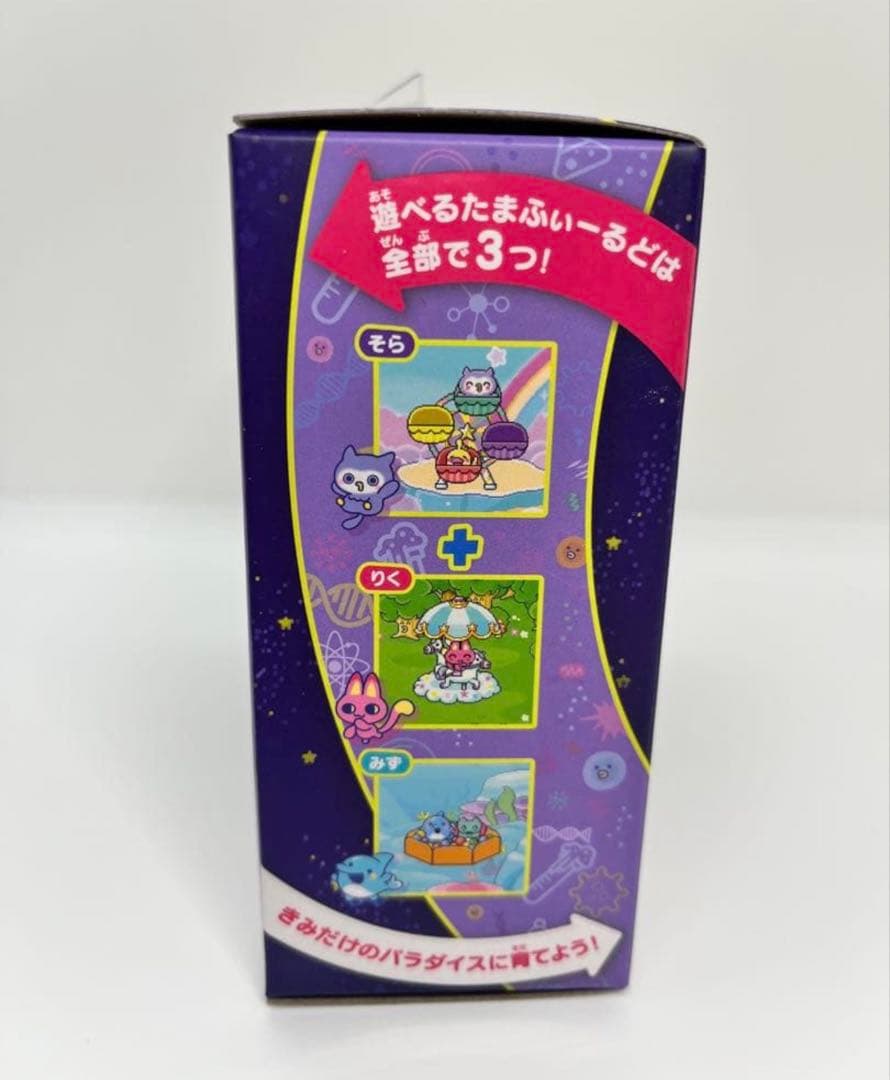 遊べるたまふぃーるどは
全部で3つ!
そら
りく
みず
きみだけのパラダイスに育てよう!